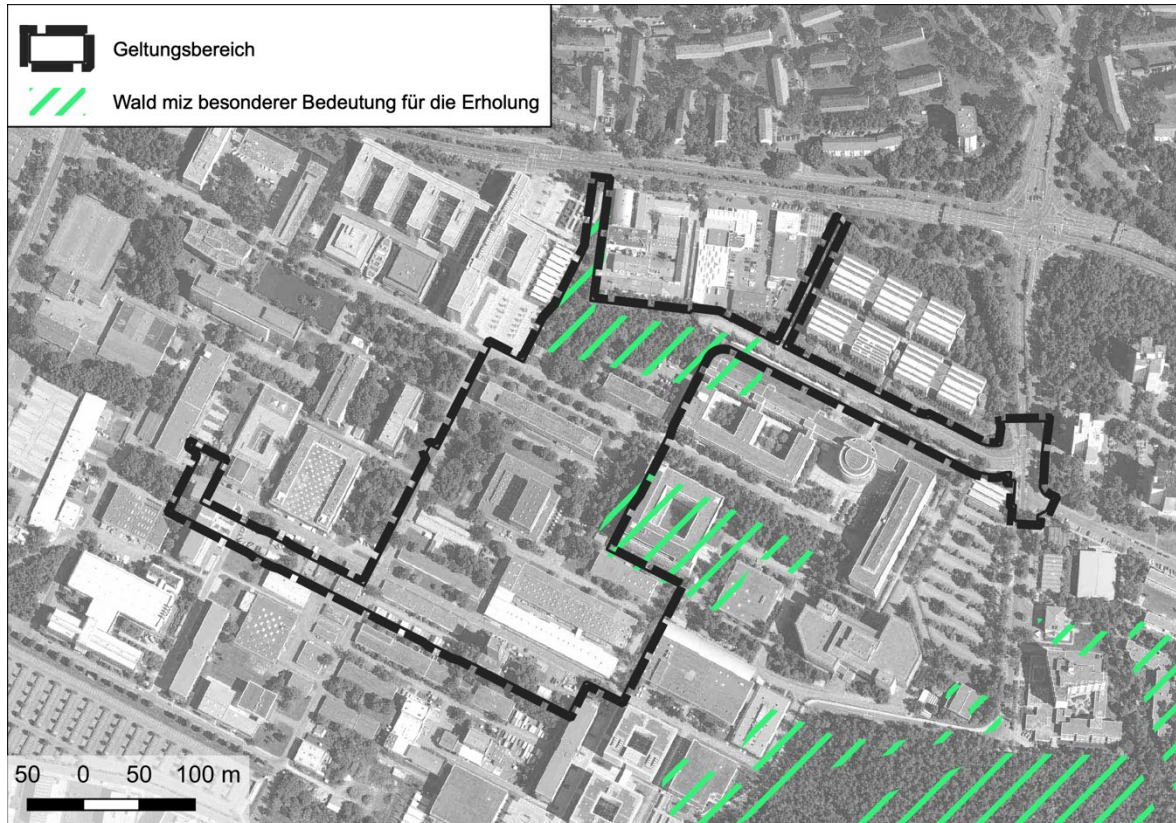 Geltungsbereich
Wald miz besonderer Bedeutung für die Erholung
50 0 50 100 m